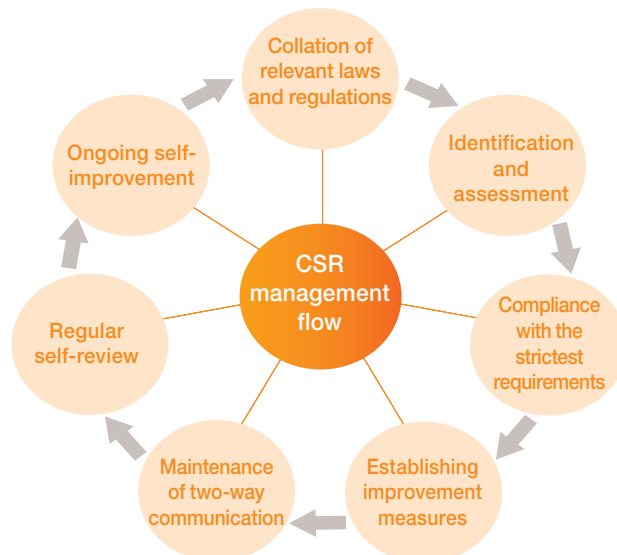 Collation of
relevant laws
and regulations
Identification
and
assessment
Compliance
with the
strictest
requirements
Establishing
improvement
measures
Maintenance
of two-way
communication
Regular
self-review
Ongoing self-
improvement
CSR
management
flow